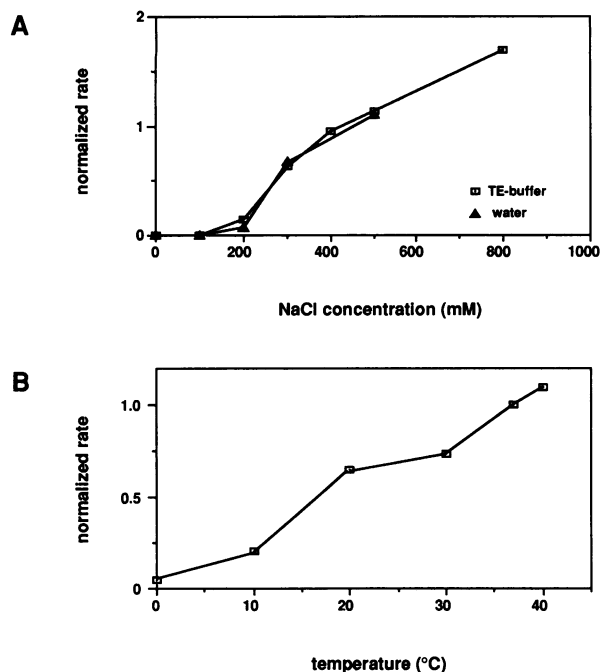 A
2
normalized rate
1
TE-buffer
water
0
0 200 400 600 800 1000
NaCl concentration (mM)
B
1.0
normalized rate
0.5
0
0 10 20 30 40
temperature (°C)